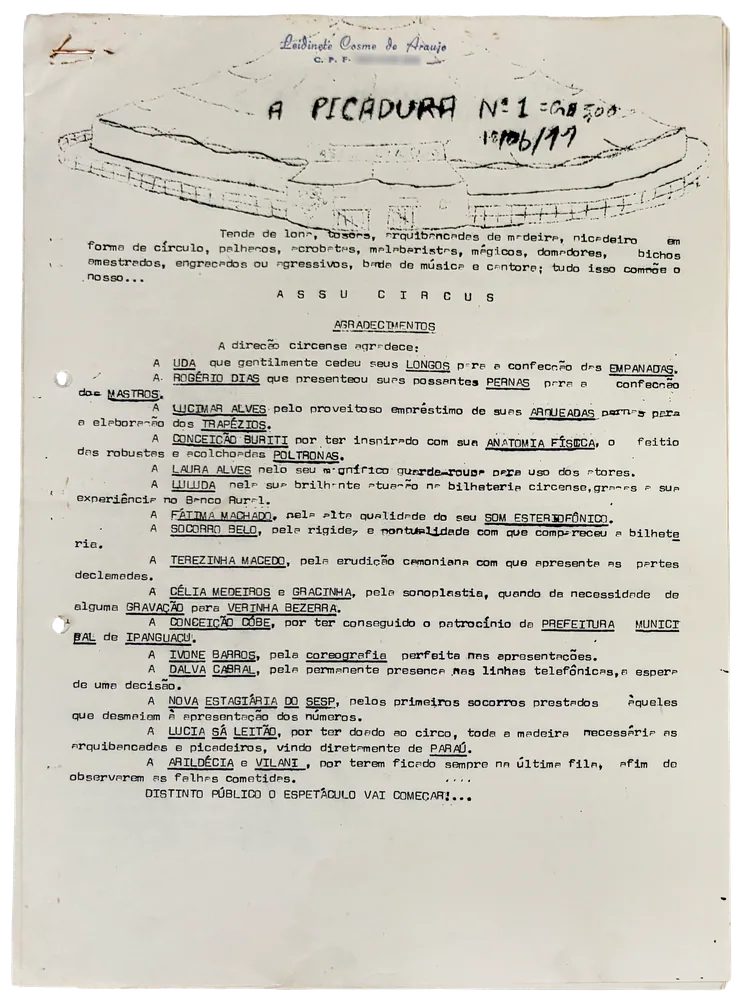 Leidinete Cosme de Araujo
C. P. F.
A PICADURA Nº 1 =
/06/77
Tenda de lona, tosca, arquibancadas de madeira, picadeiro em
forma de círculo, palhaços, acrobatas, malabaristas, mágicos, domadores, bichos
amestrados, engraçados ou agressivos, banda de música e cantora; tudo isso compõe o
nosso...
A S S U C I R C U S
AGRADECIMENTOS
A direção circense agradece:
A UDA que gentilmente cedeu seus LONGOS para a confecção das EMPANADAS.
A ROGÉRIO DIAS que presenteou suas possantes PERNAS para a confecção
dos MASTROS.
A LUCIMAR ALVES pelo proveitoso empréstimo de suas ARQUEADAS pernas para
a elaboração dos TRAPÉZIOS.
A CONCEIÇÃO BURITI por ter inspirado com sua ANATOMIA FÍSICA, o feitio
das robustas e acolchoadas POLTRONAS.
A LAURA ALVES pelo seu magnífico guarda-roupa para uso dos atores.
A LULUDA pela sua brilhante atuação na bilheteria circense,graças a sua
experiência no Banco Rural.
A FÁTIMA MACHADO, pela alta qualidade do seu SOM ESTERIOFÔNICO.
A SOCORRO BELO, pela rigidez e pontualidade com que compareceu a bilhete
ria.
A TEREZINHA MACEDO, pela erudição camoniana com que apresenta as partes
declamadas.
A CÉLIA MEDEIROS e GRACINHA, pela sonoplastia, quando da necessidade de
alguma GRAVAÇÃO para VERINHA BEZERRA.
A CONCEIÇÃO CÔBE, por ter conseguido o patrocínio da PREFEITURA MUNICI
PAL de IPANGUAÇU.
A IVONE BARROS, pela coreografia perfeita nas apresentações.
A DALVA CABRAL, pela permanente presença nas linhas telefônicas,a espera
de uma decisão.
A NOVA ESTAGIÁRIA DO SESP, pelos primeiros socorros prestados àqueles
que desmaiam à apresentação dos números.
A LUCIA SÁ LEITÃO, por ter doado ao circo, toda a madeira necessária as
arquibancadas e picadeiros, vindo diretamente de PARAÚ.
A ARILDÉCIA e VILANI , por terem ficado sempre na última fila, afim de
observarem as falhas cometidas.
DISTINTO PÚBLICO O ESPETÁCULO VAI COMEÇAR!...